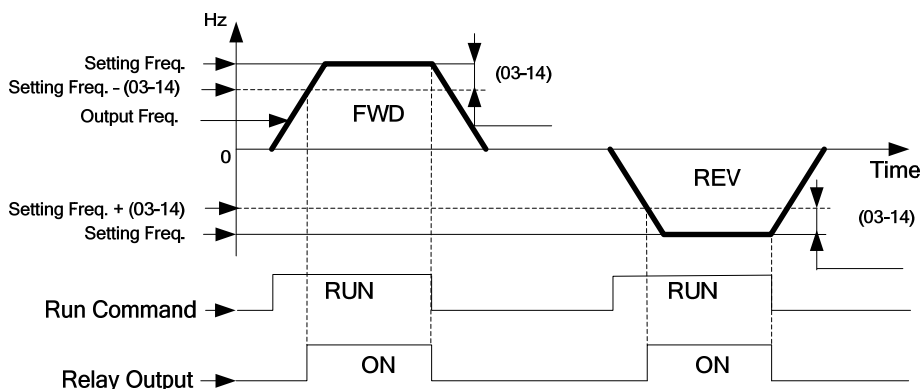 Hz
Setting Freq.
(03-14)
Setting Freq. - (03-14)
Output Freq.
FWD
0
Time
REV
Setting Freq. + (03-14)
(03-14)
Setting Freq.
RUN
RUN
Run Command
ON
ON
Relay Output